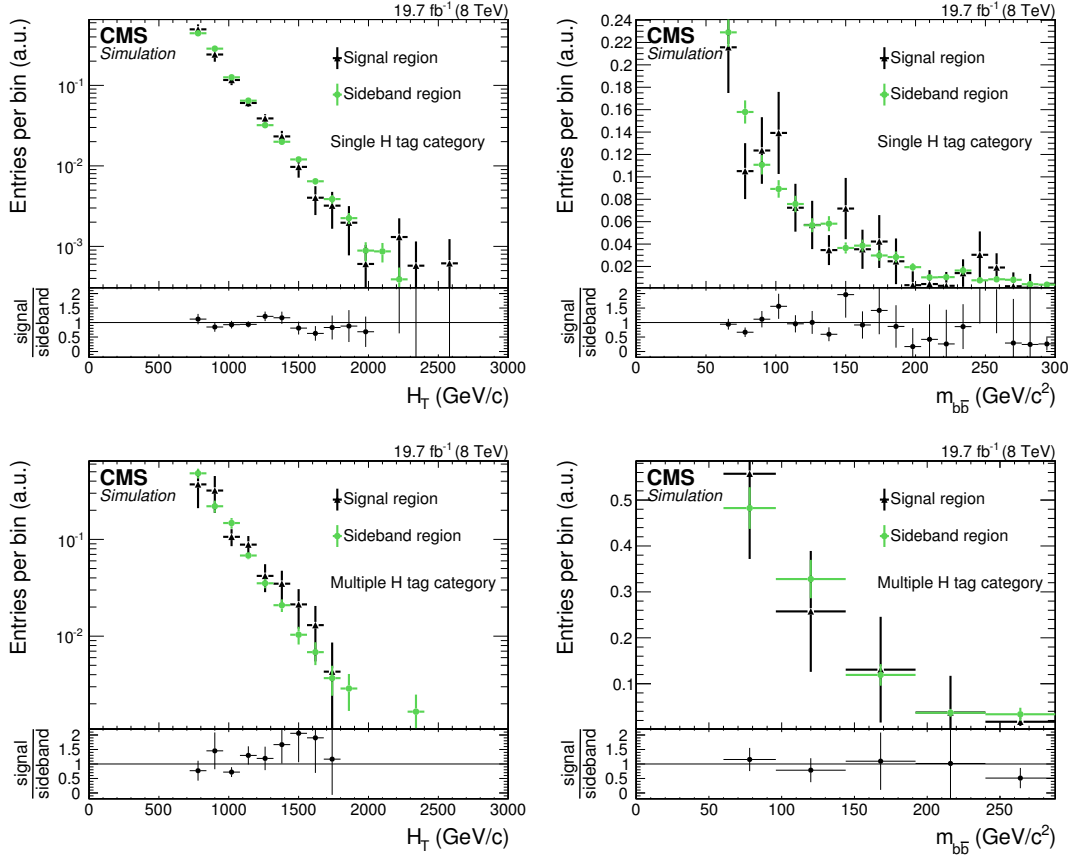 19.7 fb⁻¹ (8 TeV)
CMS
Simulation
Signal region
Sideband region
Single H tag category
Entries per bin (a.u.)
10⁻¹
10⁻²
10⁻³
signal
sideband
2
1.5
1
0.5
0
0 500 1000 1500 2000 2500 3000
H_T (GeV/c)
19.7 fb⁻¹ (8 TeV)
CMS
Simulation
Signal region
Sideband region
Single H tag category
Entries per bin (a.u.)
0.24
0.22
0.20
0.18
0.16
0.14
0.12
0.10
0.08
0.06
0.04
0.02
signal
sideband
2
1.5
1
0.5
0
0 50 100 150 200 250 300
m_bb̅ (GeV/c²)
19.7 fb⁻¹ (8 TeV)
CMS
Simulation
Signal region
Sideband region
Multiple H tag category
Entries per bin (a.u.)
10⁻¹
10⁻²
signal
sideband
2
1.5
1
0.5
0
0 500 1000 1500 2000 2500 3000
H_T (GeV/c)
19.7 fb⁻¹ (8 TeV)
CMS
Simulation
Signal region
Sideband region
Multiple H tag category
Entries per bin (a.u.)
0.5
0.4
0.3
0.2
0.1
signal
sideband
2
1.5
1
0.5
0
0 50 100 150 200 250
m_bb̅ (GeV/c²)